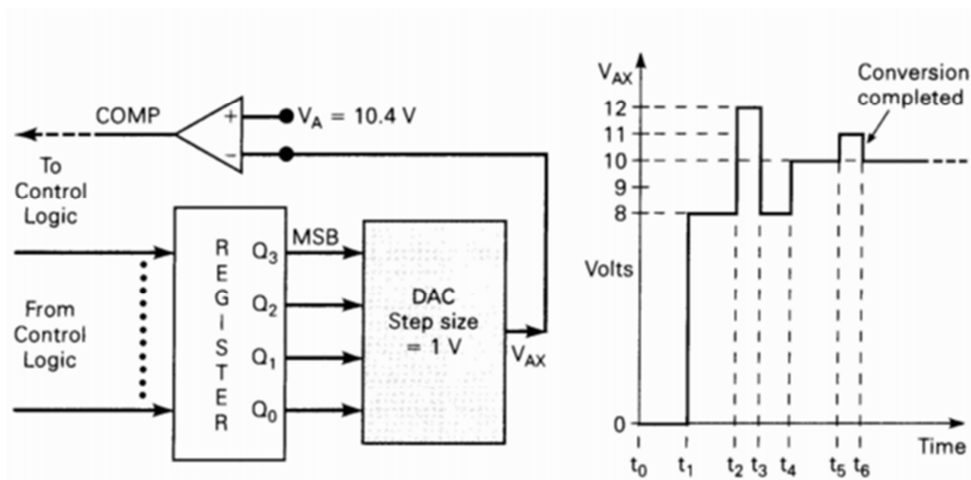 COMP
+
V_A = 10.4 V
−
To
Control
Logic
From
Control
Logic
REGISTER
Q3
Q2
Q1
Q0
MSB
DAC
Step size
= 1 V
V_AX
V_AX
Conversion
completed
12
11
10
9
8
Volts
0
Time
t0 t1 t2 t3 t4 t5 t6